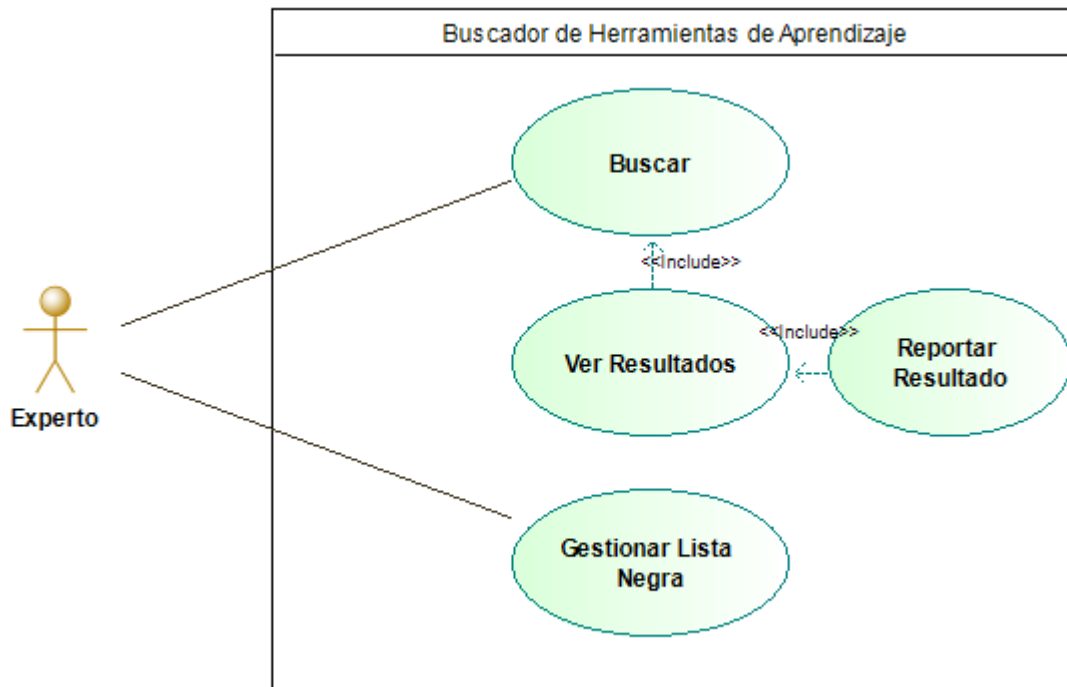 Buscador de Herramientas de Aprendizaje
Buscar
<<Include>>
Ver Resultados
<<Include>>
Reportar
Resultado
Experto
Gestionar Lista
Negra